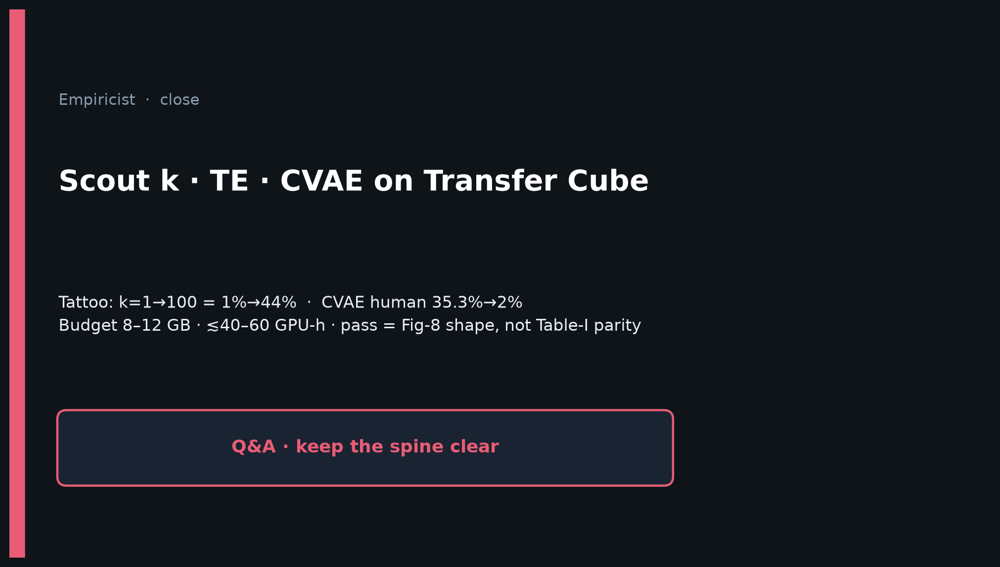 Empiricist · close
Scout k · TE · CVAE on Transfer Cube
Tattoo: k=1→100 = 1%→44% · CVAE human 35.3%→2%
Budget 8–12 GB · ≲40–60 GPU-h · pass = Fig-8 shape, not Table-I parity
Q&A · keep the spine clear